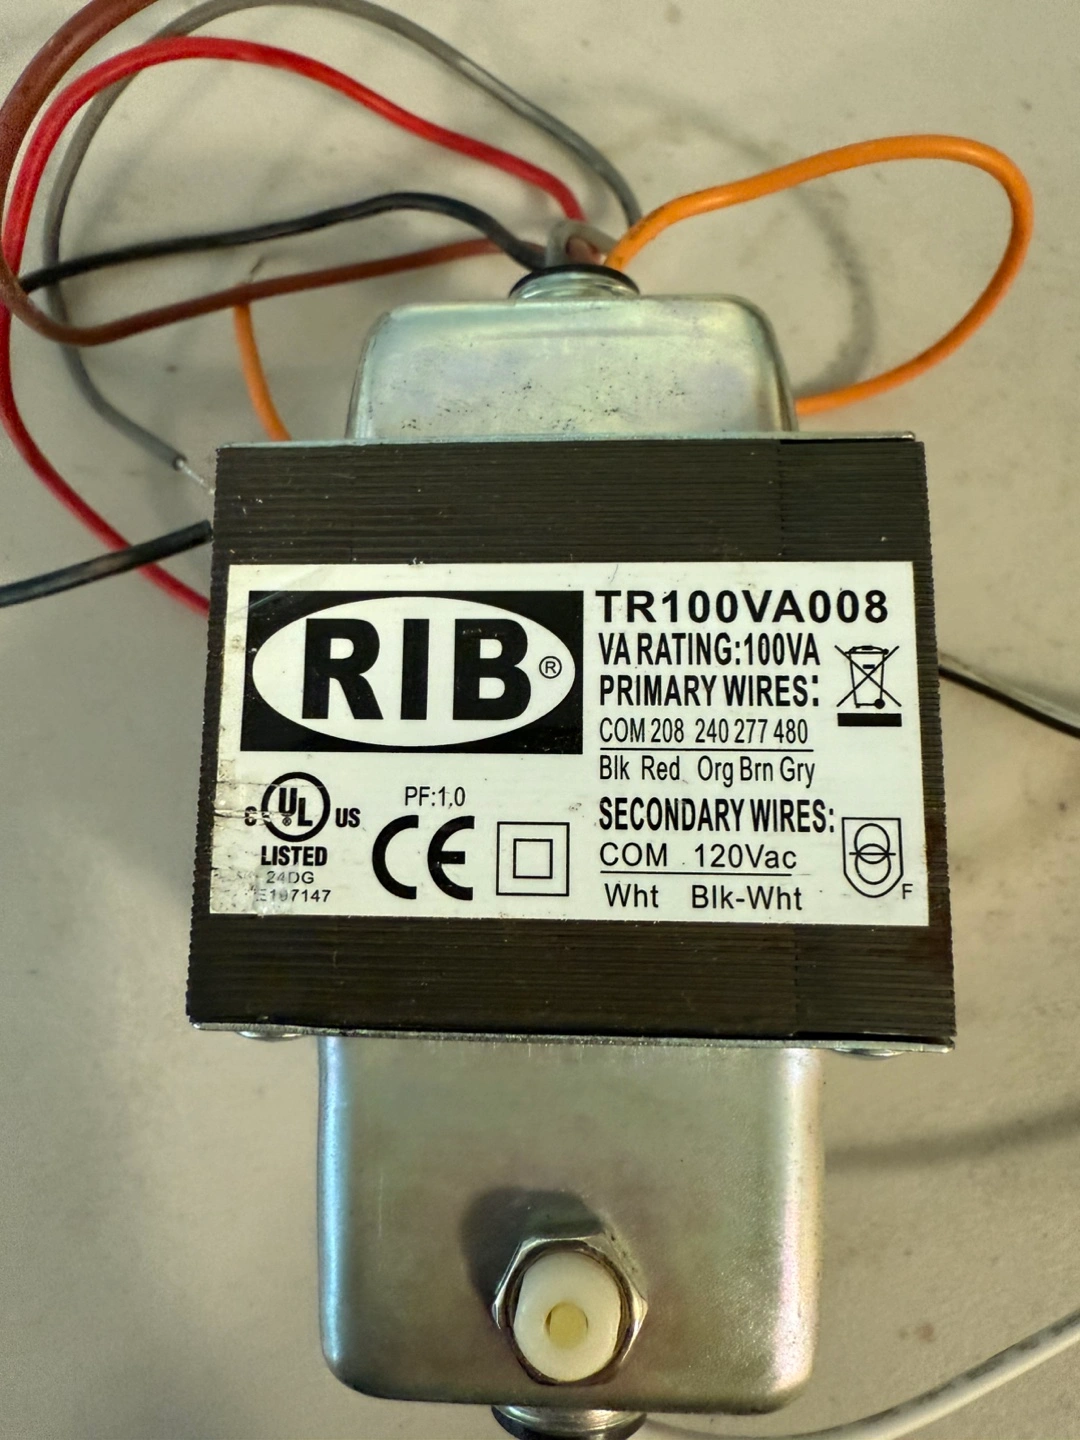 RIB®
TR100VA008
VA RATING:100VA
PRIMARY WIRES:
COM 208 240 277 480
Blk Red Org Brn Gry
SECONDARY WIRES:
COM 120Vac
Wht Blk-Wht
PF:1.0
C UL® US
LISTED
24DG
E197147
CE
F